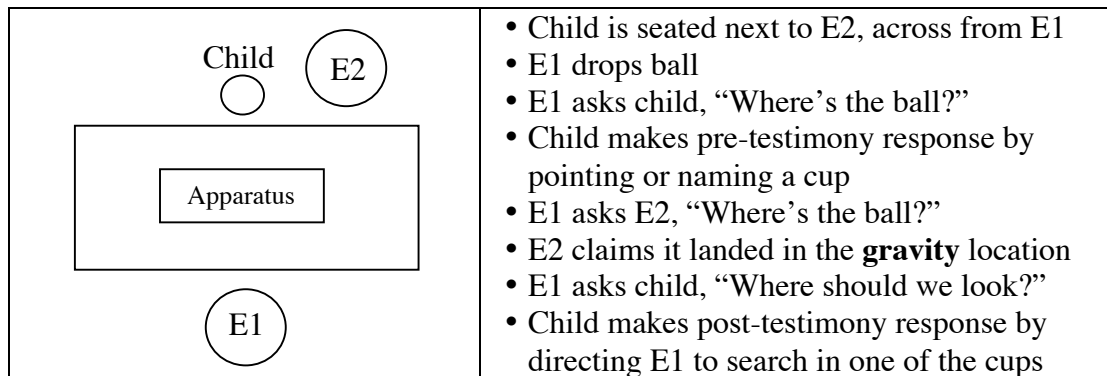 Child
E2
Apparatus
E1
• Child is seated next to E2, across from E1
• E1 drops ball
• E1 asks child, “Where’s the ball?”
• Child makes pre-testimony response by
pointing or naming a cup
• E1 asks E2, “Where’s the ball?”
• E2 claims it landed in the gravity location
• E1 asks child, “Where should we look?”
• Child makes post-testimony response by
directing E1 to search in one of the cups